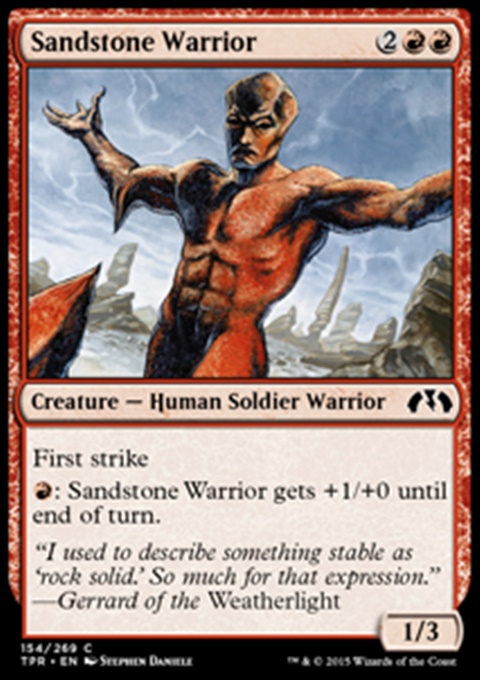 Sandstone Warrior 2
Creature — Human Soldier Warrior
First strike
: Sandstone Warrior gets +1/+0 until
end of turn.
“I used to describe something stable as
‘rock solid.’ So much for that expression.”
—Gerrard of the Weatherlight
1/3
154/269 C
TPR • EN Stephen Daniele
™ & © 2015 Wizards of the Coast